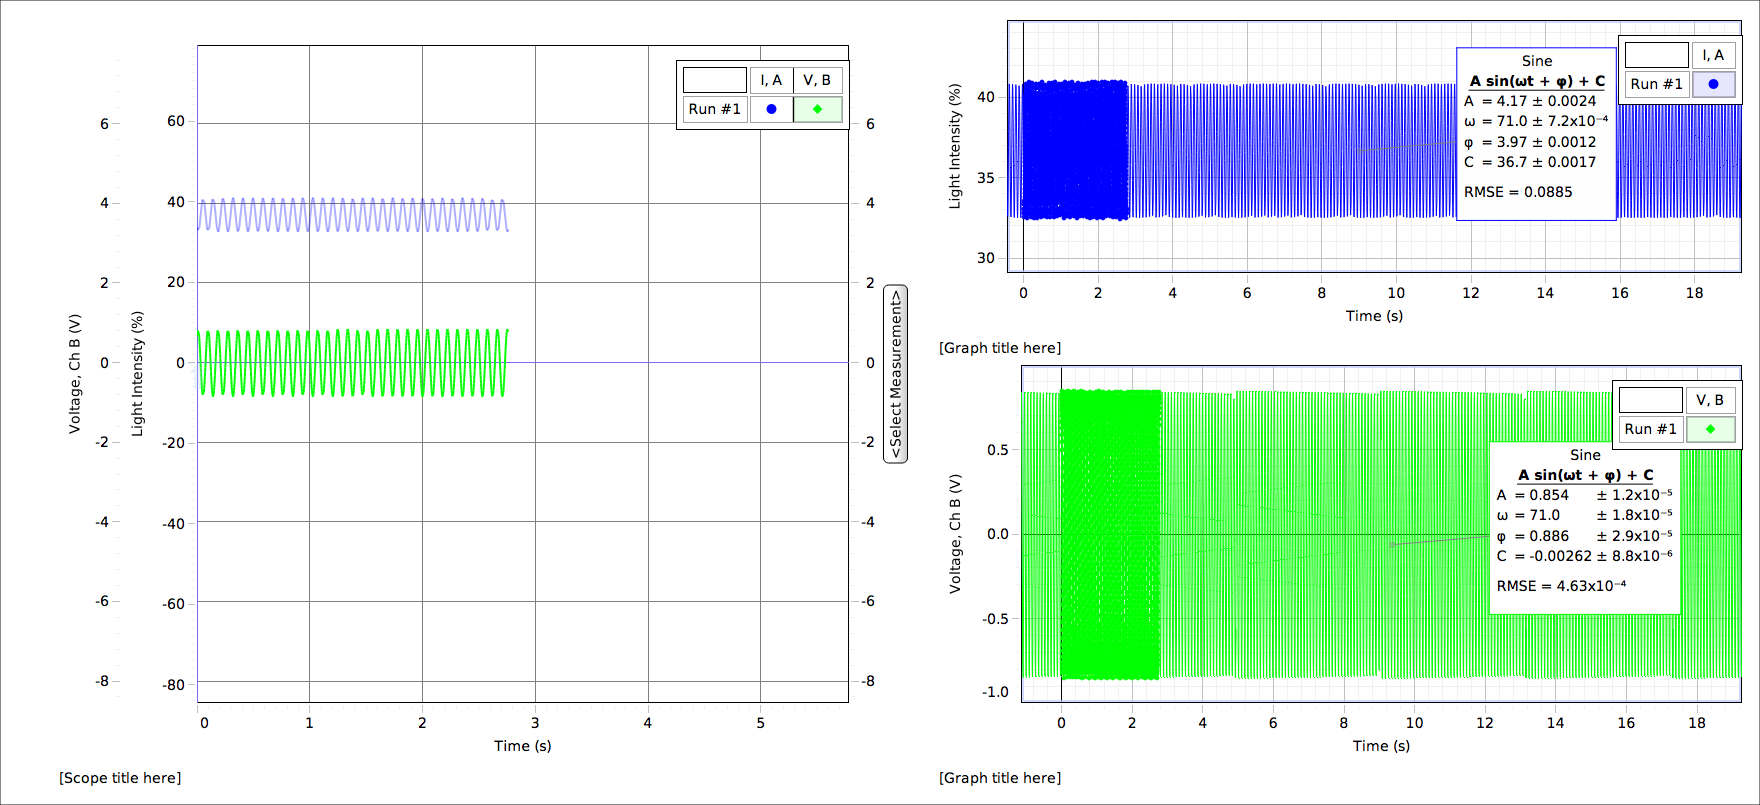 I, A V, B
Run #1
6
4
2
0
-2
-4
-6
-8
Voltage, Ch B (V)
60
40
20
0
-20
-40
-60
-80
Light Intensity (%)
6
4
2
0
-2
-4
-6
-8
<Select Measurement>
0 1 2 3 4 5
Time (s)
[Scope title here]
I, A
Run #1
Sine
A sin(ωt + φ) + C
A = 4.17 ± 0.0024
ω = 71.0 ± 7.2x10⁻⁴
φ = 3.97 ± 0.0012
C = 36.7 ± 0.0017
RMSE = 0.0885
40
35
30
Light Intensity (%)
0 2 4 6 8 10 12 14 16 18
Time (s)
[Graph title here]
V, B
Run #1
Sine
A sin(ωt + φ) + C
A = 0.854 ± 1.2x10⁻⁵
ω = 71.0 ± 1.8x10⁻⁵
φ = 0.886 ± 2.9x10⁻⁵
C = -0.00262 ± 8.8x10⁻⁶
RMSE = 4.63x10⁻⁴
0.5
0.0
-0.5
-1.0
Voltage, Ch B (V)
0 2 4 6 8 10 12 14 16 18
Time (s)
[Graph title here]